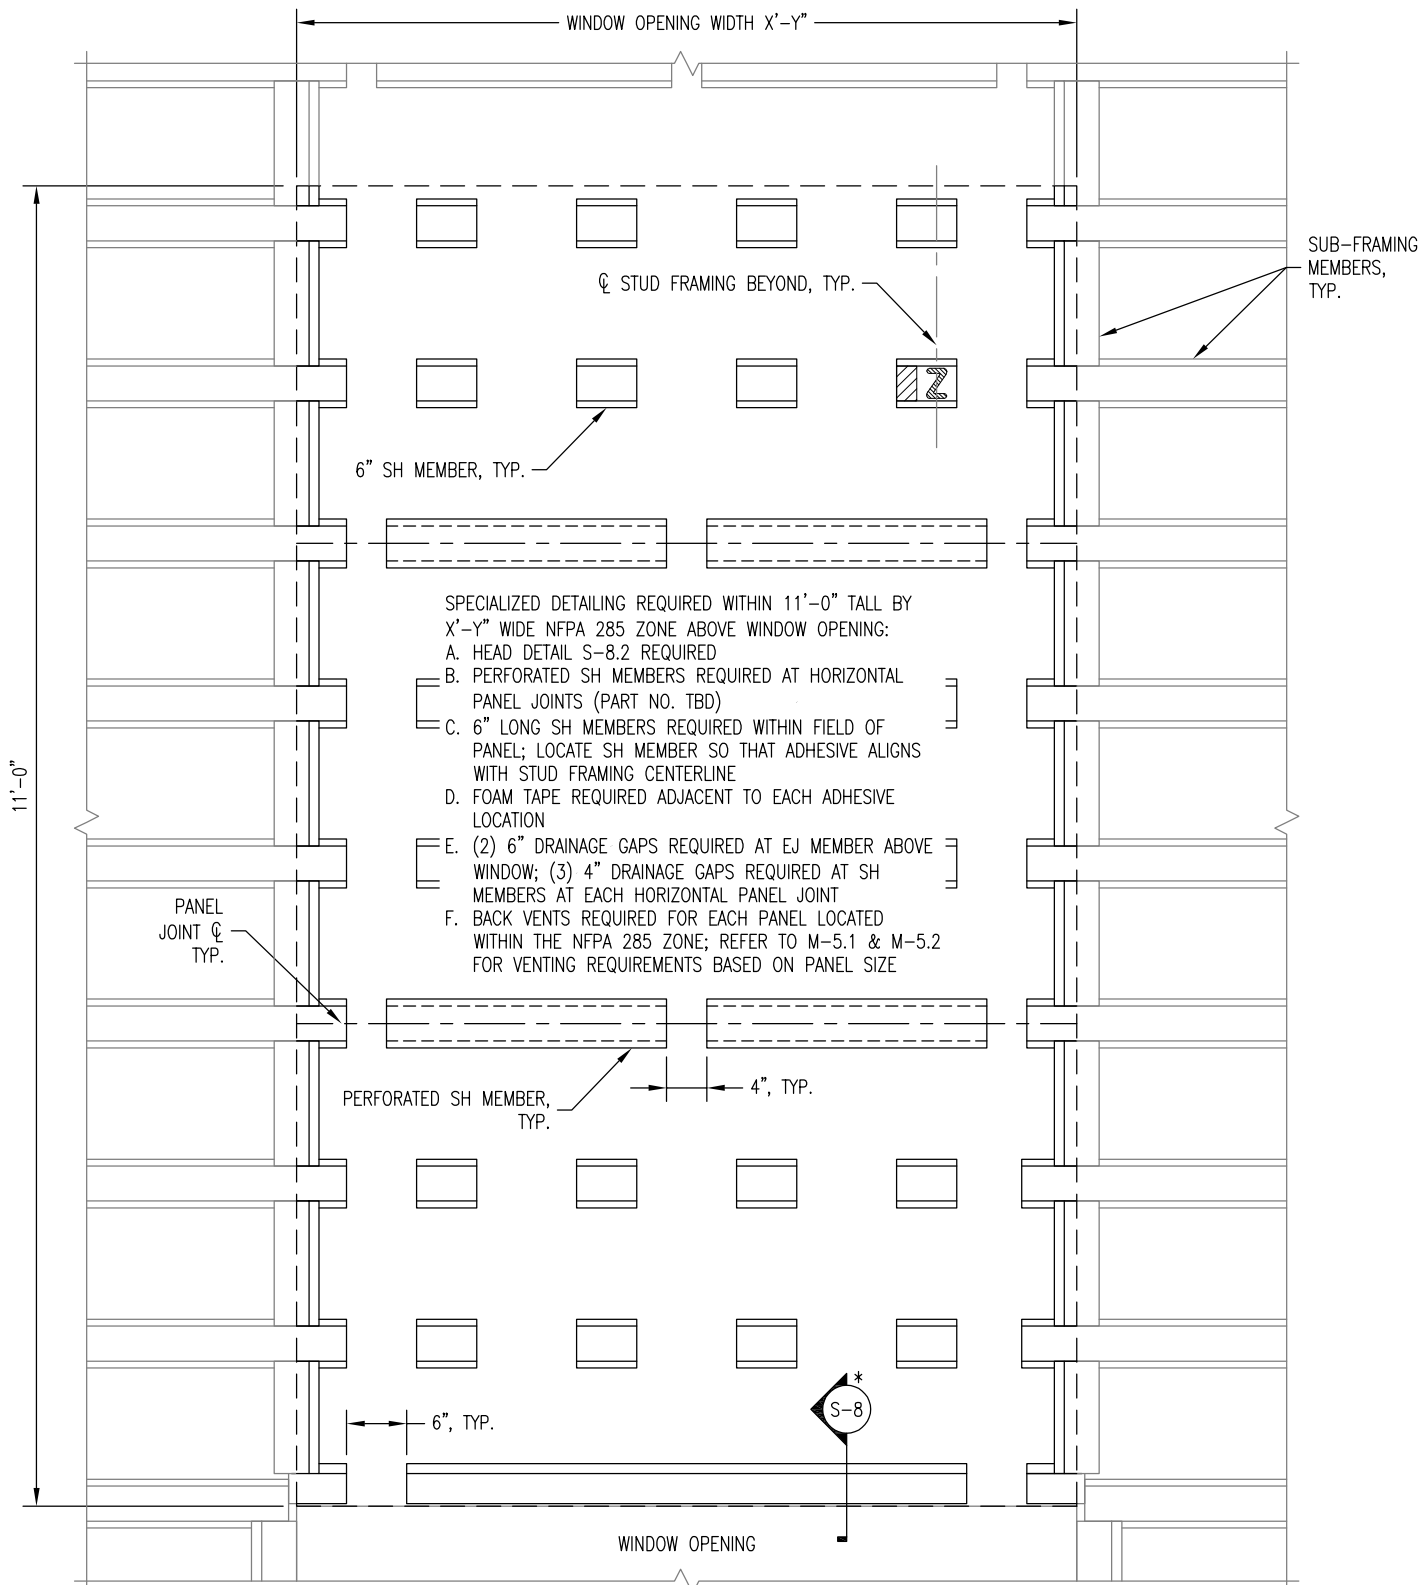 WINDOW OPENING WIDTH X'-Y"
SUB-FRAMING
MEMBERS,
TYP.
℄ STUD FRAMING BEYOND, TYP.
6" SH MEMBER, TYP.
SPECIALIZED DETAILING REQUIRED WITHIN 11'-0" TALL BY
X'-Y" WIDE NFPA 285 ZONE ABOVE WINDOW OPENING:
A. HEAD DETAIL S-8.2 REQUIRED
B. PERFORATED SH MEMBERS REQUIRED AT HORIZONTAL
PANEL JOINTS (PART NO. TBD)
C. 6" LONG SH MEMBERS REQUIRED WITHIN FIELD OF
PANEL; LOCATE SH MEMBER SO THAT ADHESIVE ALIGNS
WITH STUD FRAMING CENTERLINE
D. FOAM TAPE REQUIRED ADJACENT TO EACH ADHESIVE
LOCATION
E. (2) 6" DRAINAGE GAPS REQUIRED AT EJ MEMBER ABOVE
WINDOW; (3) 4" DRAINAGE GAPS REQUIRED AT SH
MEMBERS AT EACH HORIZONTAL PANEL JOINT
F. BACK VENTS REQUIRED FOR EACH PANEL LOCATED
WITHIN THE NFPA 285 ZONE; REFER TO M-5.1 & M-5.2
FOR VENTING REQUIREMENTS BASED ON PANEL SIZE
11'-0"
PANEL
JOINT ℄
TYP.
4", TYP.
PERFORATED SH MEMBER,
TYP.
*
S-8
6", TYP.
WINDOW OPENING